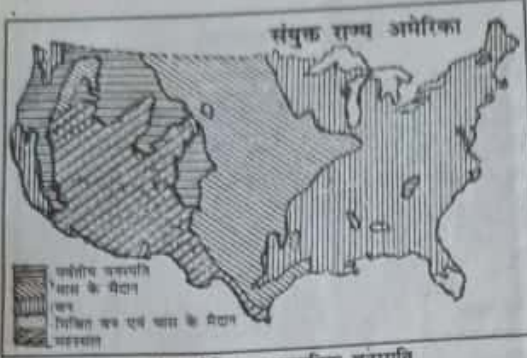 संयुक्त राज्य अमेरिका
पर्वतीय वनस्पति
घास के मैदान
वन
मिश्रित वन एवं घास के मैदान
मरुस्थल